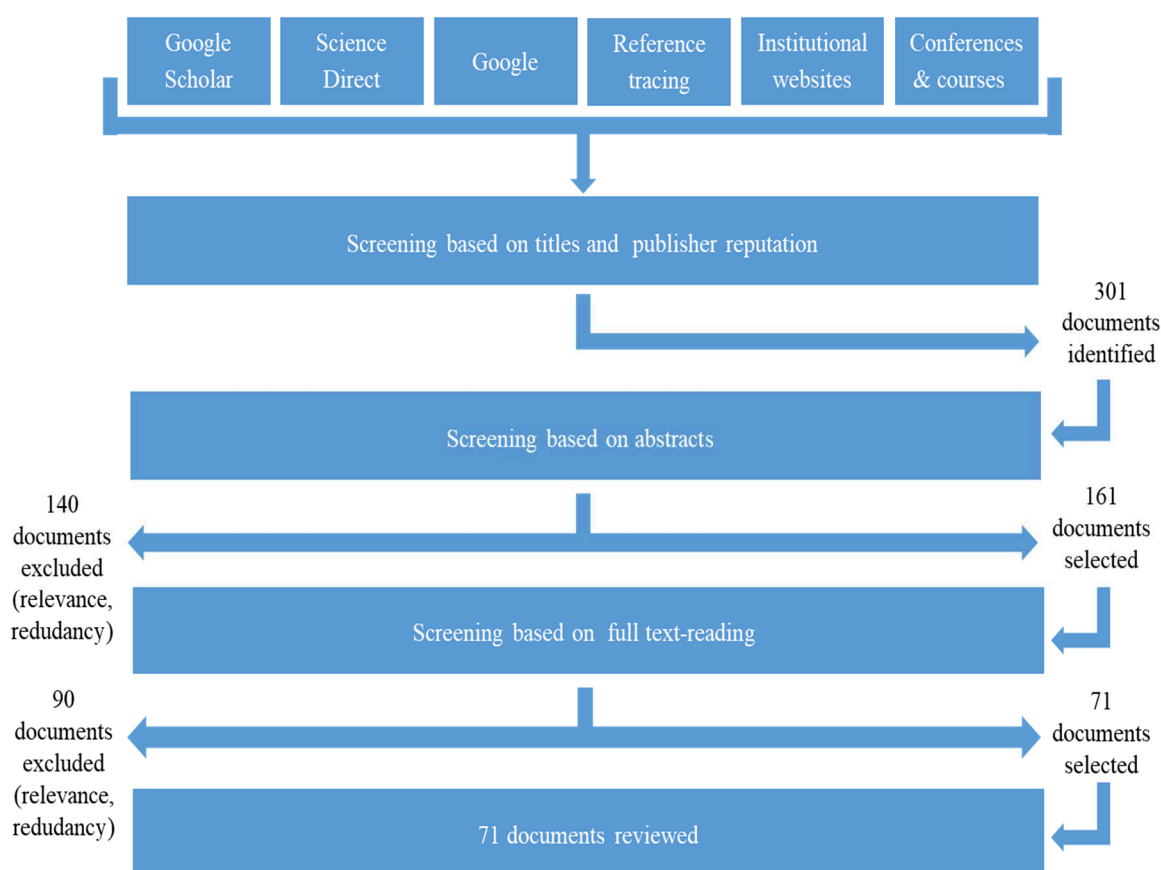 Google
Scholar
Science
Direct
Google
Reference
tracing
Institutional
websites
Conferences
& courses
Screening based on titles and publisher reputation
301
documents
identified
Screening based on abstracts
140
documents
excluded
(relevance,
redudancy)
161
documents
selected
Screening based on full text-reading
90
documents
excluded
(relevance,
redudancy)
71
documents
selected
71 documents reviewed